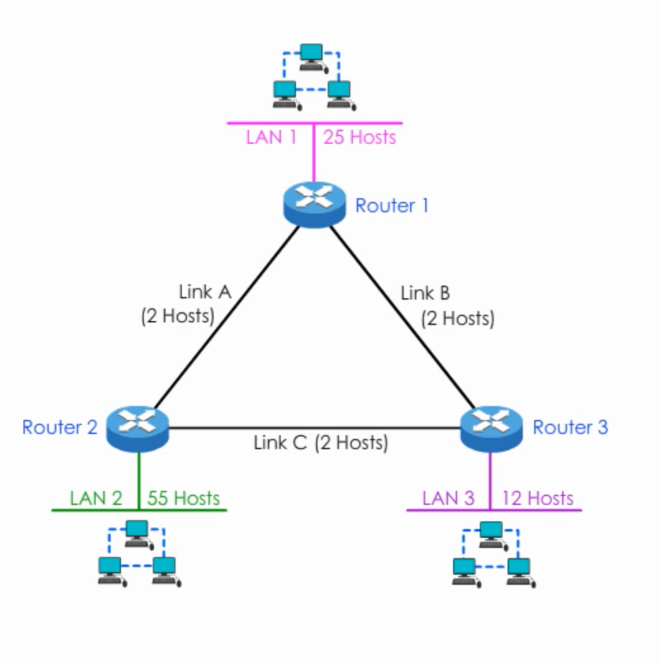 LAN 1 25 Hosts
Router 1
Link A
(2 Hosts)
Link B
(2 Hosts)
Router 2
Router 3
Link C (2 Hosts)
LAN 2 55 Hosts
LAN 3 12 Hosts